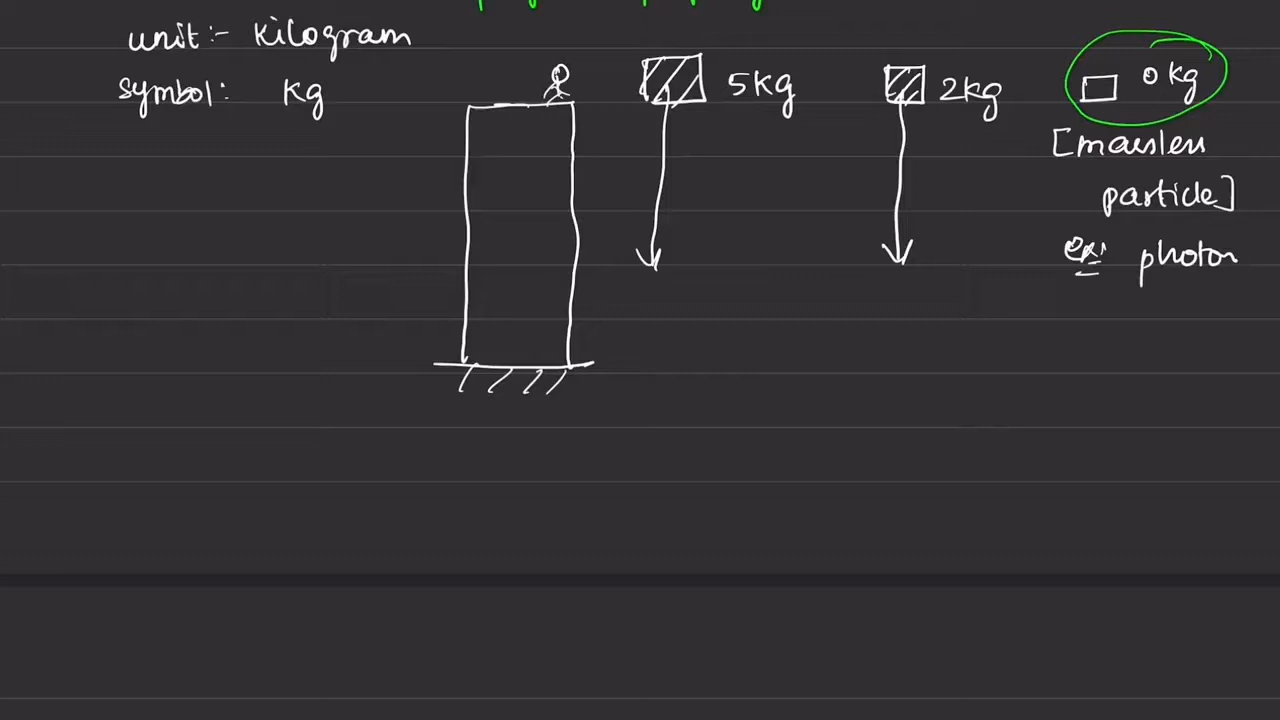 unit:- kilogram
symbol: kg
5kg
2kg
0kg
[massless
particle]
ex: photon